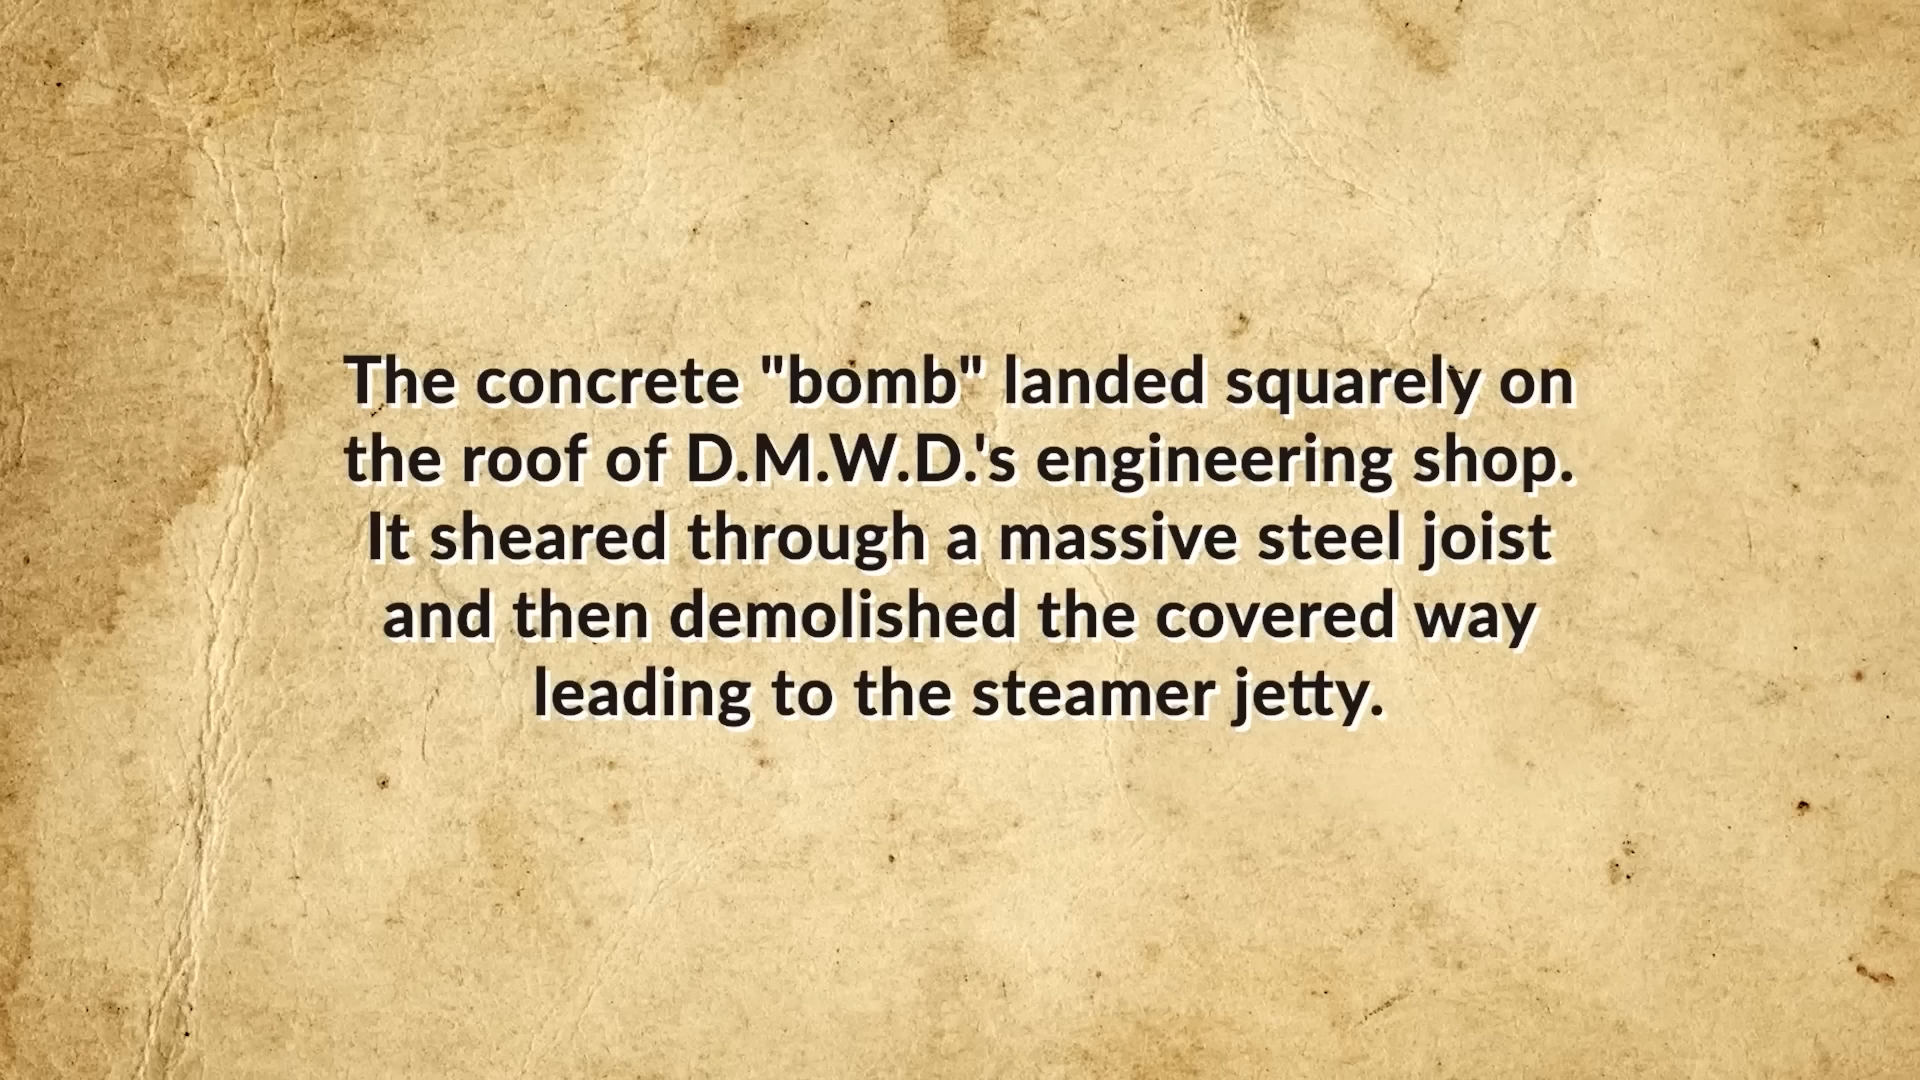 The concrete "bomb" landed squarely on
the roof of D.M.W.D.'s engineering shop.
It sheared through a massive steel joist
and then demolished the covered way
leading to the steamer jetty.